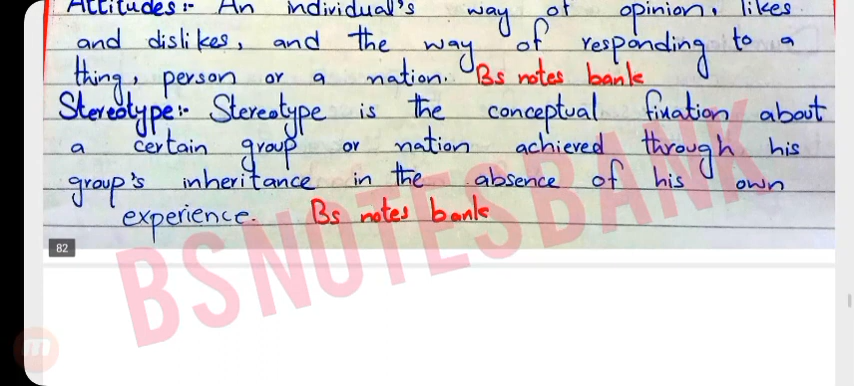 Attitudes:- An individual's way of opinion, likes
and dislikes, and the way of responding to a
thing, person or a nation. Bs notes bank
Stereotype:- Stereotype is the conceptual fixation about
a certain group or nation achieved through his
group's inheritance in the absence of his own
experience. Bs notes bank
BSNOTESBANK
82